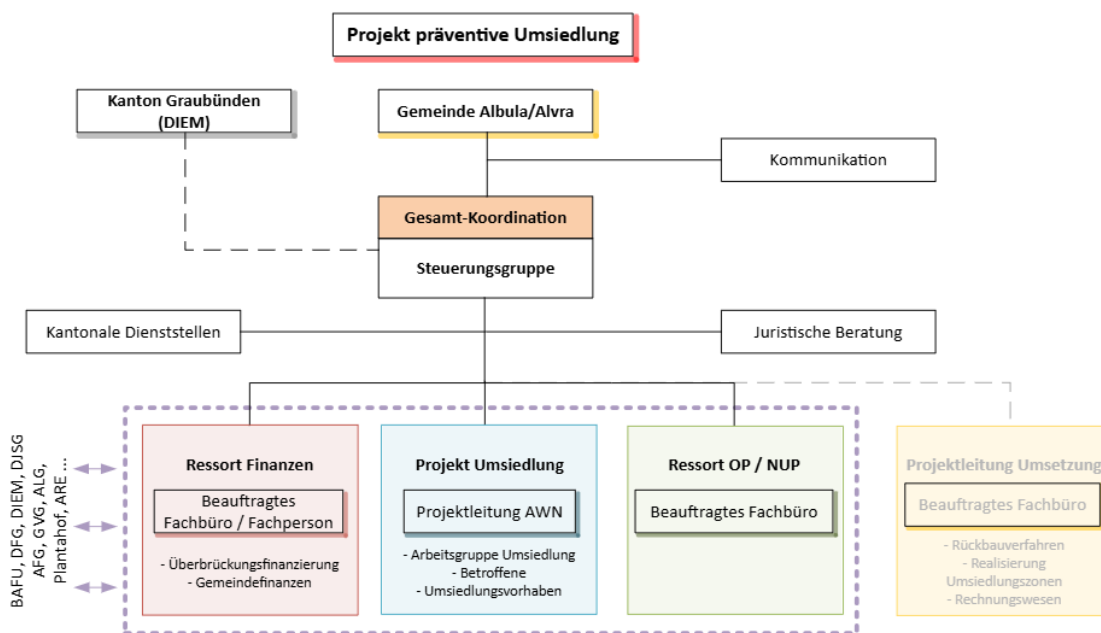 Projekt präventive Umsiedlung
Kanton Graubünden
(DIEM)
Gemeinde Albula/Alvra
Kommunikation
Gesamt-Koordination
Steuerungsgruppe
Kantonale Dienststellen
Juristische Beratung
BAFU, DFG, DIEM, DJSG
AFG, GVG, ALG,
Plantahof, ARE ...
Ressort Finanzen
Beauftragtes
Fachbüro / Fachperson
- Überbrückungsfinanzierung
- Gemeindefinanzen
Projekt Umsiedlung
Projektleitung AWN
- Arbeitsgruppe Umsiedlung
- Betroffene
- Umsiedlungsvorhaben
Ressort OP / NUP
Beauftragtes Fachbüro
Projektleitung Umsetzung
Beauftragtes Fachbüro
- Rückbauverfahren
- Realisierung
Umsiedlungszonen
- Rechnungswesen